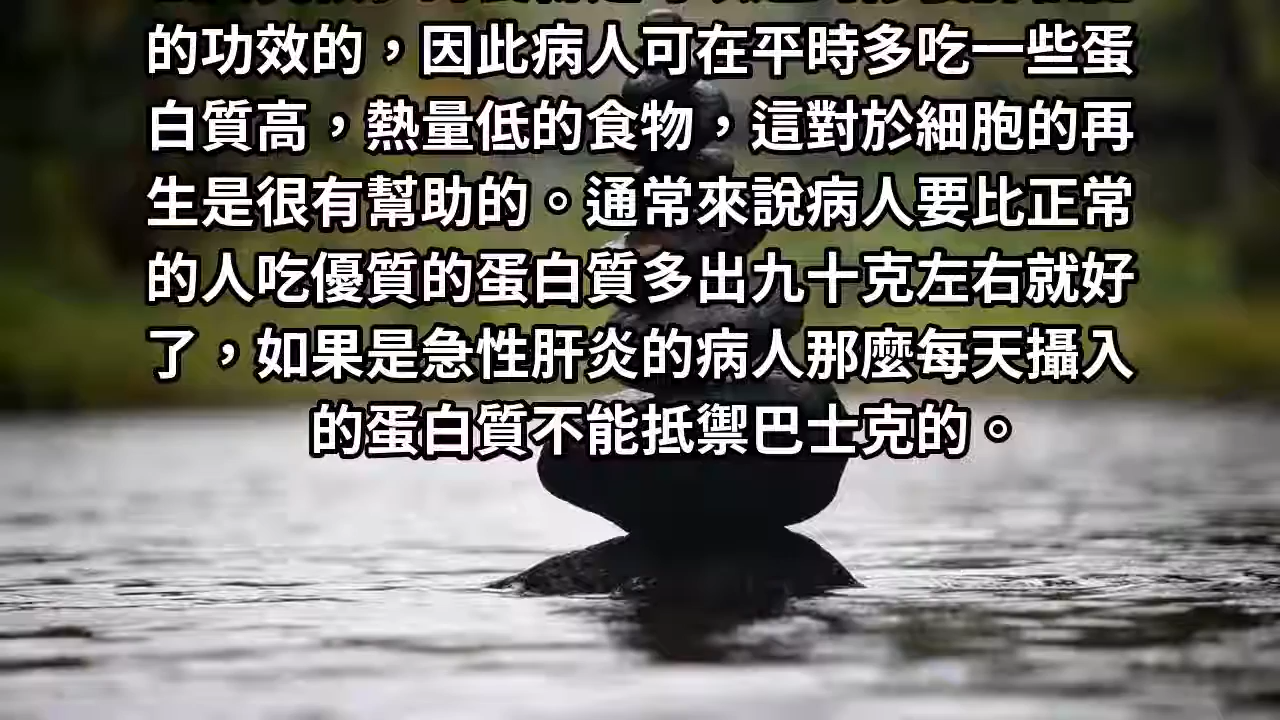 的功效的，因此病人可在平時多吃一些蛋
白質高，熱量低的食物，這對於細胞的再
生是很有幫助的。通常來說病人要比正常
的人吃優質的蛋白質多出九十克左右就好
了，如果是急性肝炎的病人那麼每天攝入
的蛋白質不能抵禦巴士克的。